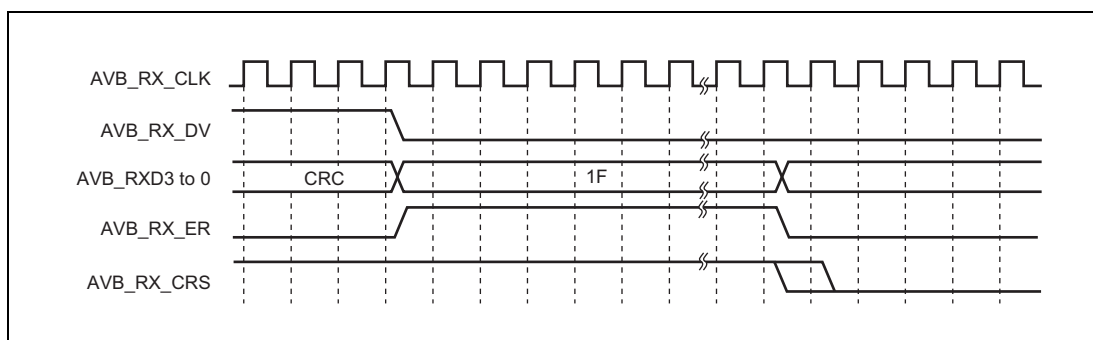 AVB_RX_CLK
AVB_RX_DV
AVB_RXD3 to 0 CRC 1F
AVB_RX_ER
AVB_RX_CRS